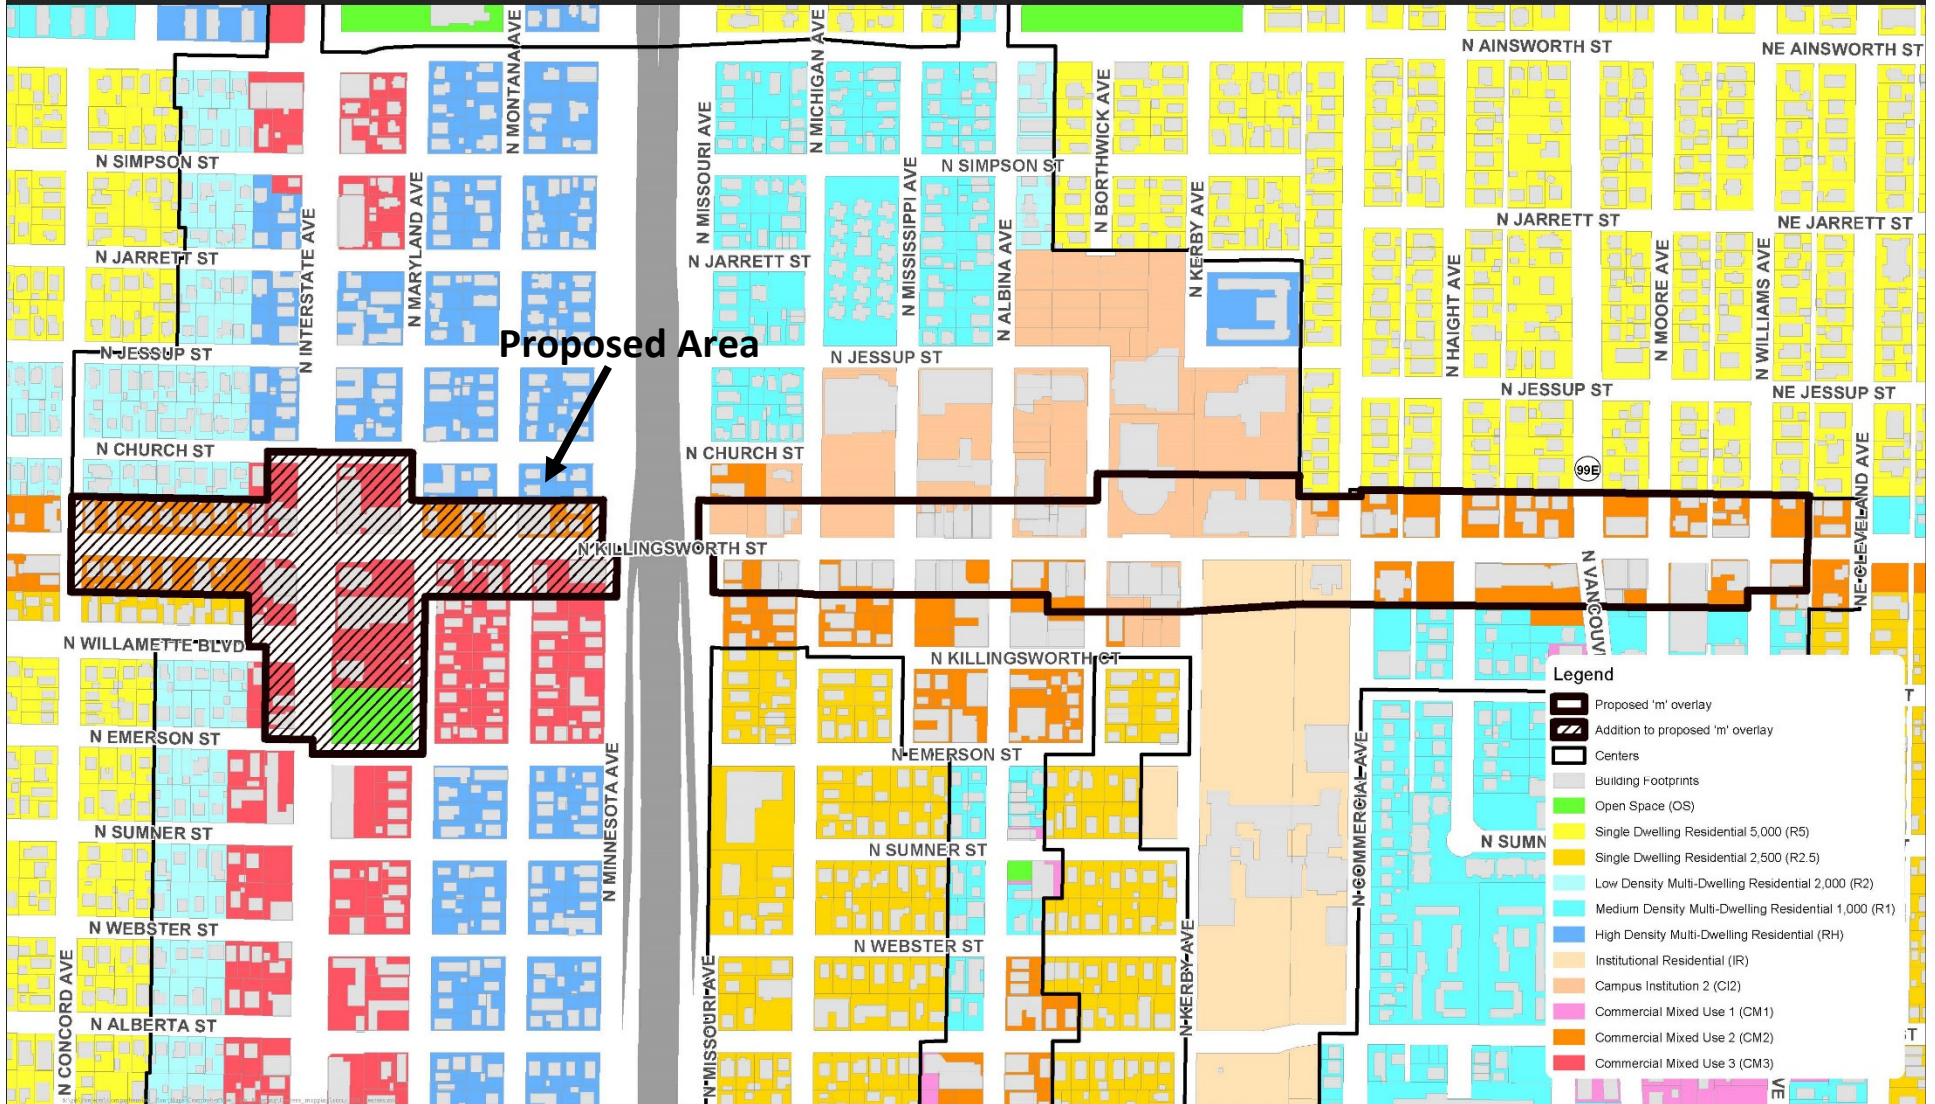 N AINSWORTH ST
NE AINSWORTH ST
N MONTANA AVE
N MICHIGAN AVE
N MISSOURI AVE
N BORTHWICK AVE
N SIMPSON ST
N SIMPSON ST
N MARYLAND AVE
N INTERSTATE AVE
N MISSISSIPPI AVE
N ALBINA AVE
N KERBY AVE
N JARRETT ST
NE JARRETT ST
N JARRETT ST
N JARRETT ST
N HAIGHT AVE
N MOORE AVE
N WILLIAMS AVE
Proposed Area
N JESSUP ST
N JESSUP ST
N JESSUP ST
NE JESSUP ST
N CHURCH ST
N CHURCH ST
99E
NE CLEVELAND AVE
N KILLINGSWORTH ST
N VANCOUV
N WILLAMETTE BLVD
N KILLINGSWORTH CT
N EMERSON ST
N EMERSON ST
N MINNESOTA AVE
N COMMERCIAL AVE
N SUMNER ST
N SUMNER ST
N SUMN
N WEBSTER ST
N WEBSTER ST
N CONCORD AVE
N MISSOURI AVE
N KERBY AVE
N ALBERTA ST
Legend
Proposed 'm' overlay
Addition to proposed 'm' overlay
Centers
Building Footprints
Open Space (OS)
Single Dwelling Residential 5,000 (R5)
Single Dwelling Residential 2,500 (R2.5)
Low Density Multi-Dwelling Residential 2,000 (R2)
Medium Density Multi-Dwelling Residential 1,000 (R1)
High Density Multi-Dwelling Residential (RH)
Institutional Residential (IR)
Campus Institution 2 (CI2)
Commercial Mixed Use 1 (CM1)
Commercial Mixed Use 2 (CM2)
Commercial Mixed Use 3 (CM3)
T
T
ST
VE